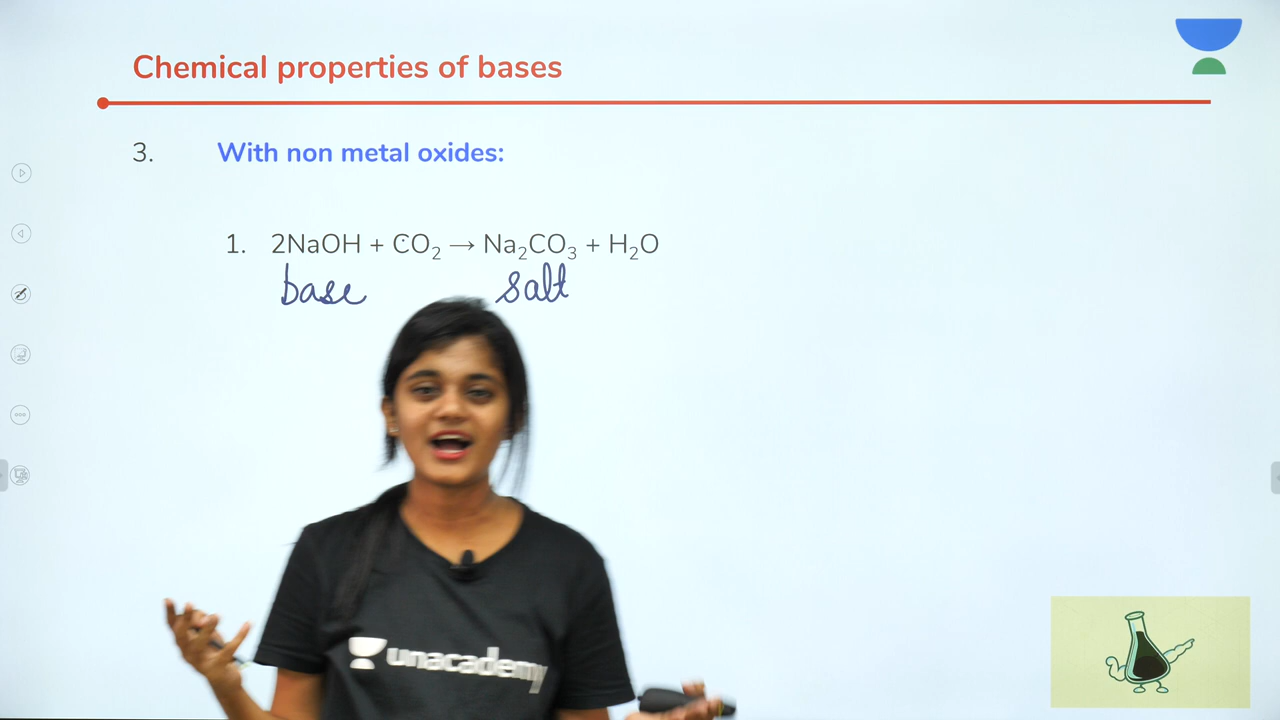 Chemical properties of bases
3. With non metal oxides:
1. 2NaOH + CO₂ → Na₂CO₃ + H₂O
base salt
unacademy